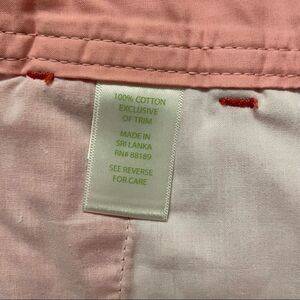 100% COTTON
EXCLUSIVE
OF TRIM
MADE IN
SRI LANKA
RN# 88189
SEE REVERSE
FOR CARE